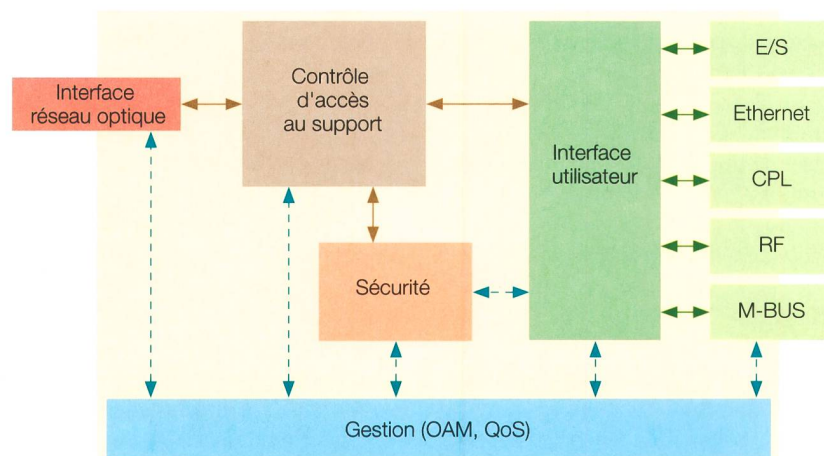 Interface
réseau optique
Contrôle
d'accès
au support
Interface
utilisateur
E/S
Ethernet
CPL
RF
M-BUS
Sécurité
Gestion (OAM, QoS)